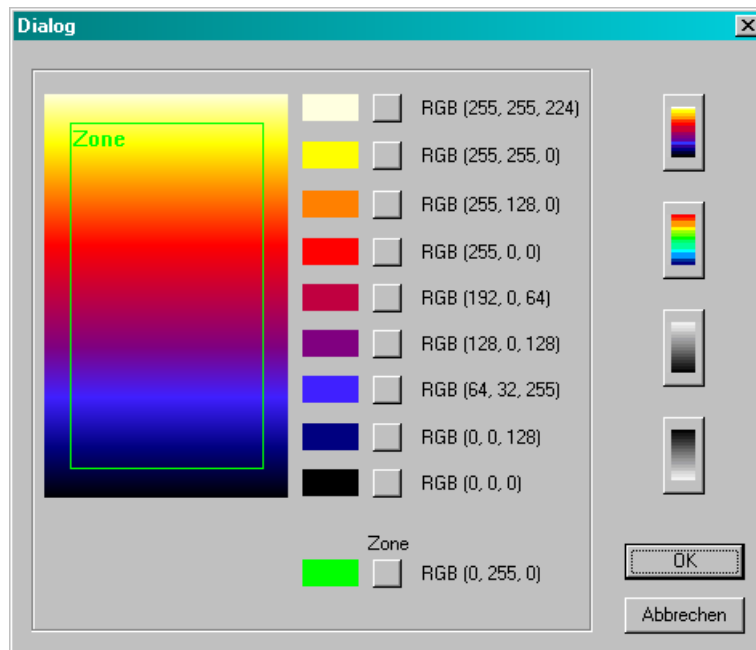 Dialog
Zone
RGB (255, 255, 224)
RGB (255, 255, 0)
RGB (255, 128, 0)
RGB (255, 0, 0)
RGB (192, 0, 64)
RGB (128, 0, 128)
RGB (64, 32, 255)
RGB (0, 0, 128)
RGB (0, 0, 0)
Zone
RGB (0, 255, 0)
OK
Abbrechen